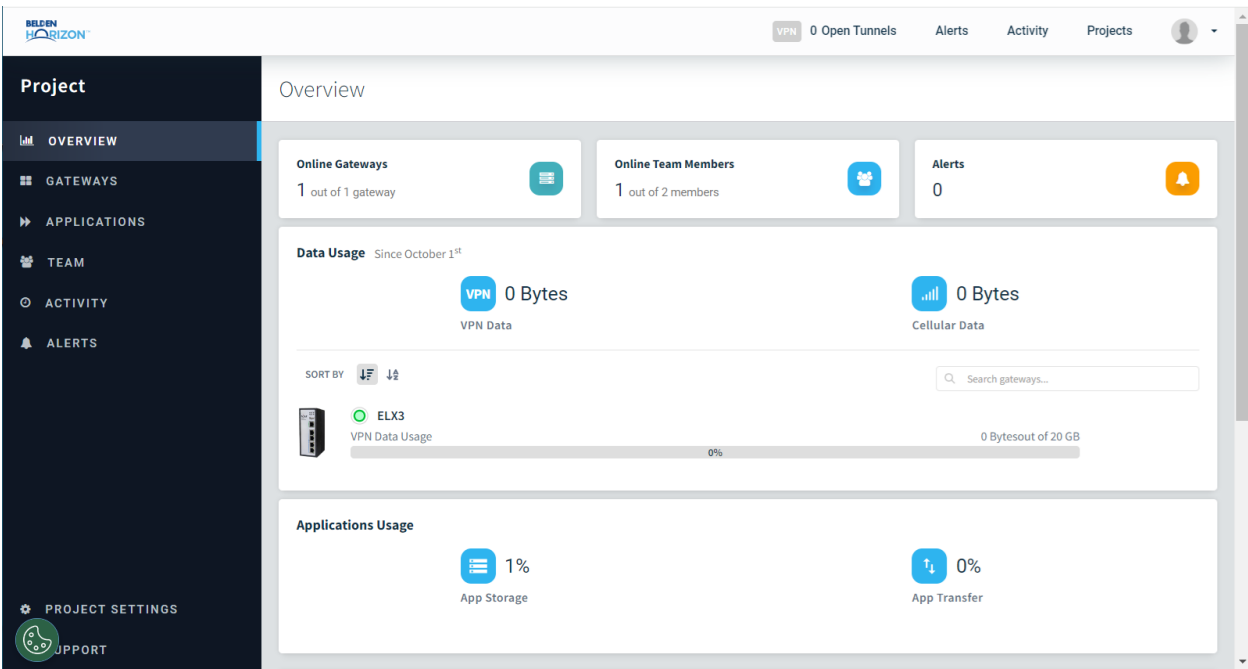 BELDEN
HORIZON™
VPN 0 Open Tunnels Alerts Activity Projects
Project
OVERVIEW
GATEWAYS
APPLICATIONS
TEAM
ACTIVITY
ALERTS
PROJECT SETTINGS
UPPORT
Overview
Online Gateways
1 out of 1 gateway
Online Team Members
1 out of 2 members
Alerts
0
Data Usage Since October 1st
VPN 0 Bytes
VPN Data
0 Bytes
Cellular Data
SORT BY
Search gateways...
ELX3
VPN Data Usage 0 Bytesout of 20 GB
0%
Applications Usage
1%
App Storage
0%
App Transfer